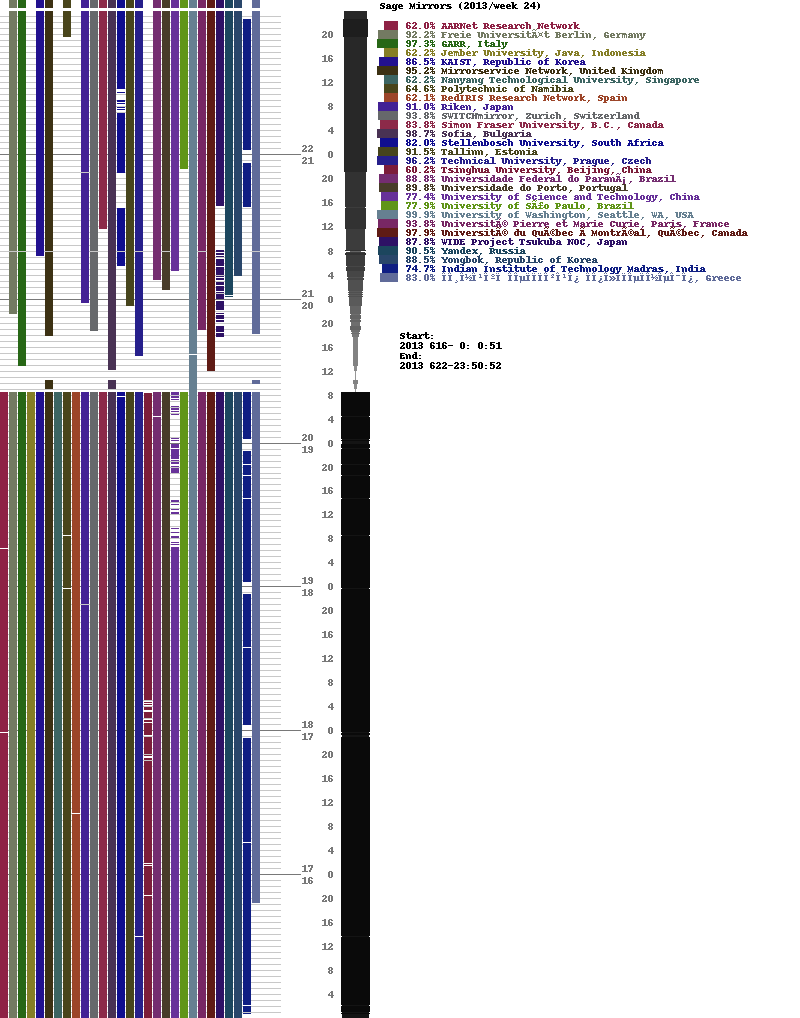 Sage Mirrors (2013/week 24)
62.0% AARNet Research Network
92.2% Freie UniversitÃ¤t Berlin, Germany
97.3% GARR, Italy
62.2% Jember University, Java, Indonesia
86.5% KAIST, Republic of Korea
95.2% Mirrorservice Network, United Kingdom
62.2% Nanyang Technological University, Singapore
64.6% Polytechnic of Namibia
62.1% RedIRIS Research Network, Spain
91.0% Riken, Japan
93.8% SWITCHmirror, Zurich, Switzerland
83.8% Simon Fraser University, B.C., Canada
98.7% Sofia, Bulgaria
82.0% Stellenbosch University, South Africa
91.5% Tallinn, Estonia
96.2% Technical University, Prague, Czech
60.2% Tsinghua University, Beijing, China
88.8% Universidade Federal do ParanÃ¡, Brazil
89.8% Universidade do Porto, Portugal
77.4% University of Science and Technology, China
77.9% University of SÃ£o Paulo, Brazil
99.9% University of Washington, Seattle, WA, USA
93.8% UniversitÃ© Pierre et Marie Curie, Paris, France
97.9% UniversitÃ© du QuÃ©bec A MontrÃ©al, QuÃ©bec, Canada
87.8% WIDE Project Tsukuba NOC, Japan
90.5% Yandex, Russia
88.5% Yongbok, Republic of Korea
74.7% Indian Institute of Technology Madras, India
83.0% Greece
Start:
2013 616- 0: 0:51
End:
2013 622-23:50:52
20
16
12
8
4
22
21
0
20
16
12
8
4
21
20
0
20
16
12
8
4
20
19
0
20
16
12
8
4
19
18
0
20
16
12
8
4
18
17
0
20
16
12
8
4
17
16
0
20
16
12
8
4